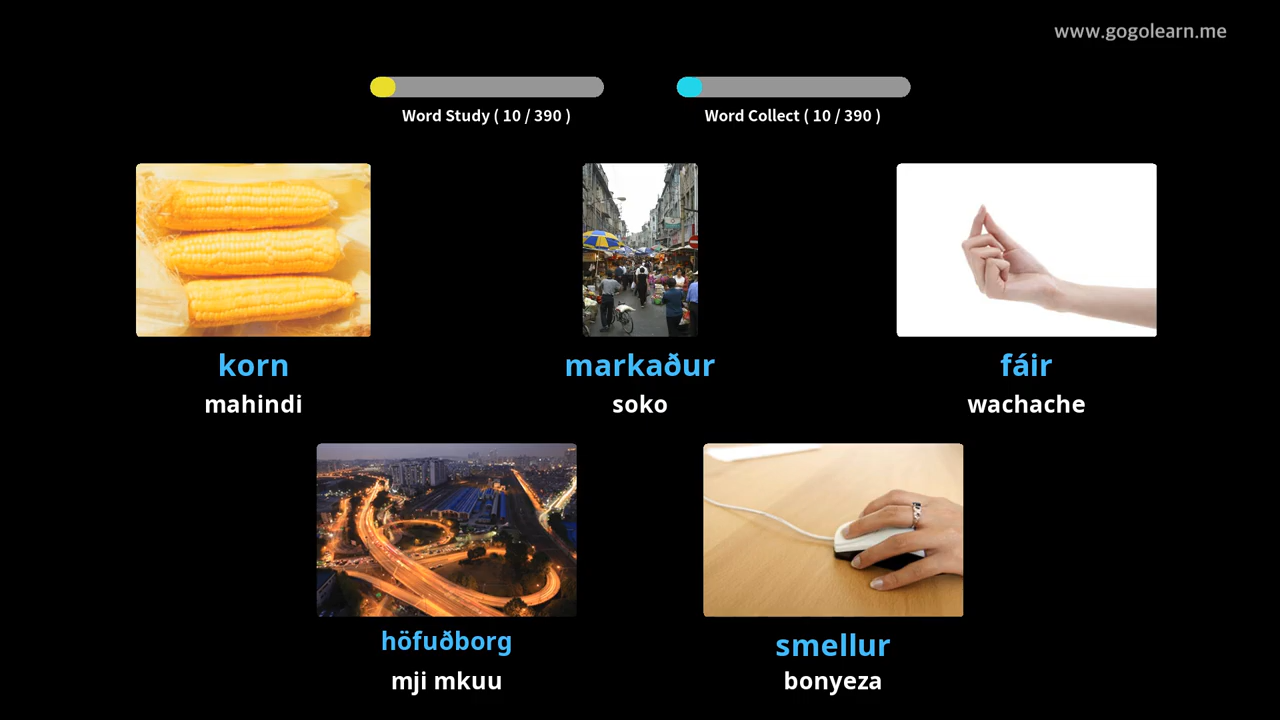 www.gogolearn.me
Word Study ( 10 / 390 )
Word Collect ( 10 / 390 )
korn
mahindi
markaður
soko
fáir
wachache
höfuðborg
mji mkuu
smellur
bonyeza